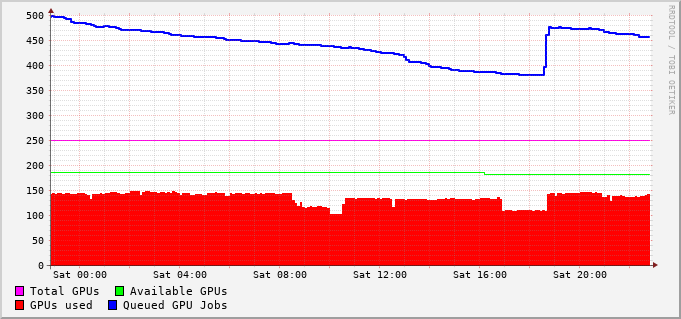 500
450
400
350
300
250
200
150
100
50
0
Sat 00:00 Sat 04:00 Sat 08:00 Sat 12:00 Sat 16:00 Sat 20:00
Total GPUs Available GPUs
GPUs used Queued GPU Jobs
RRDTOOL / TOBI OETIKER